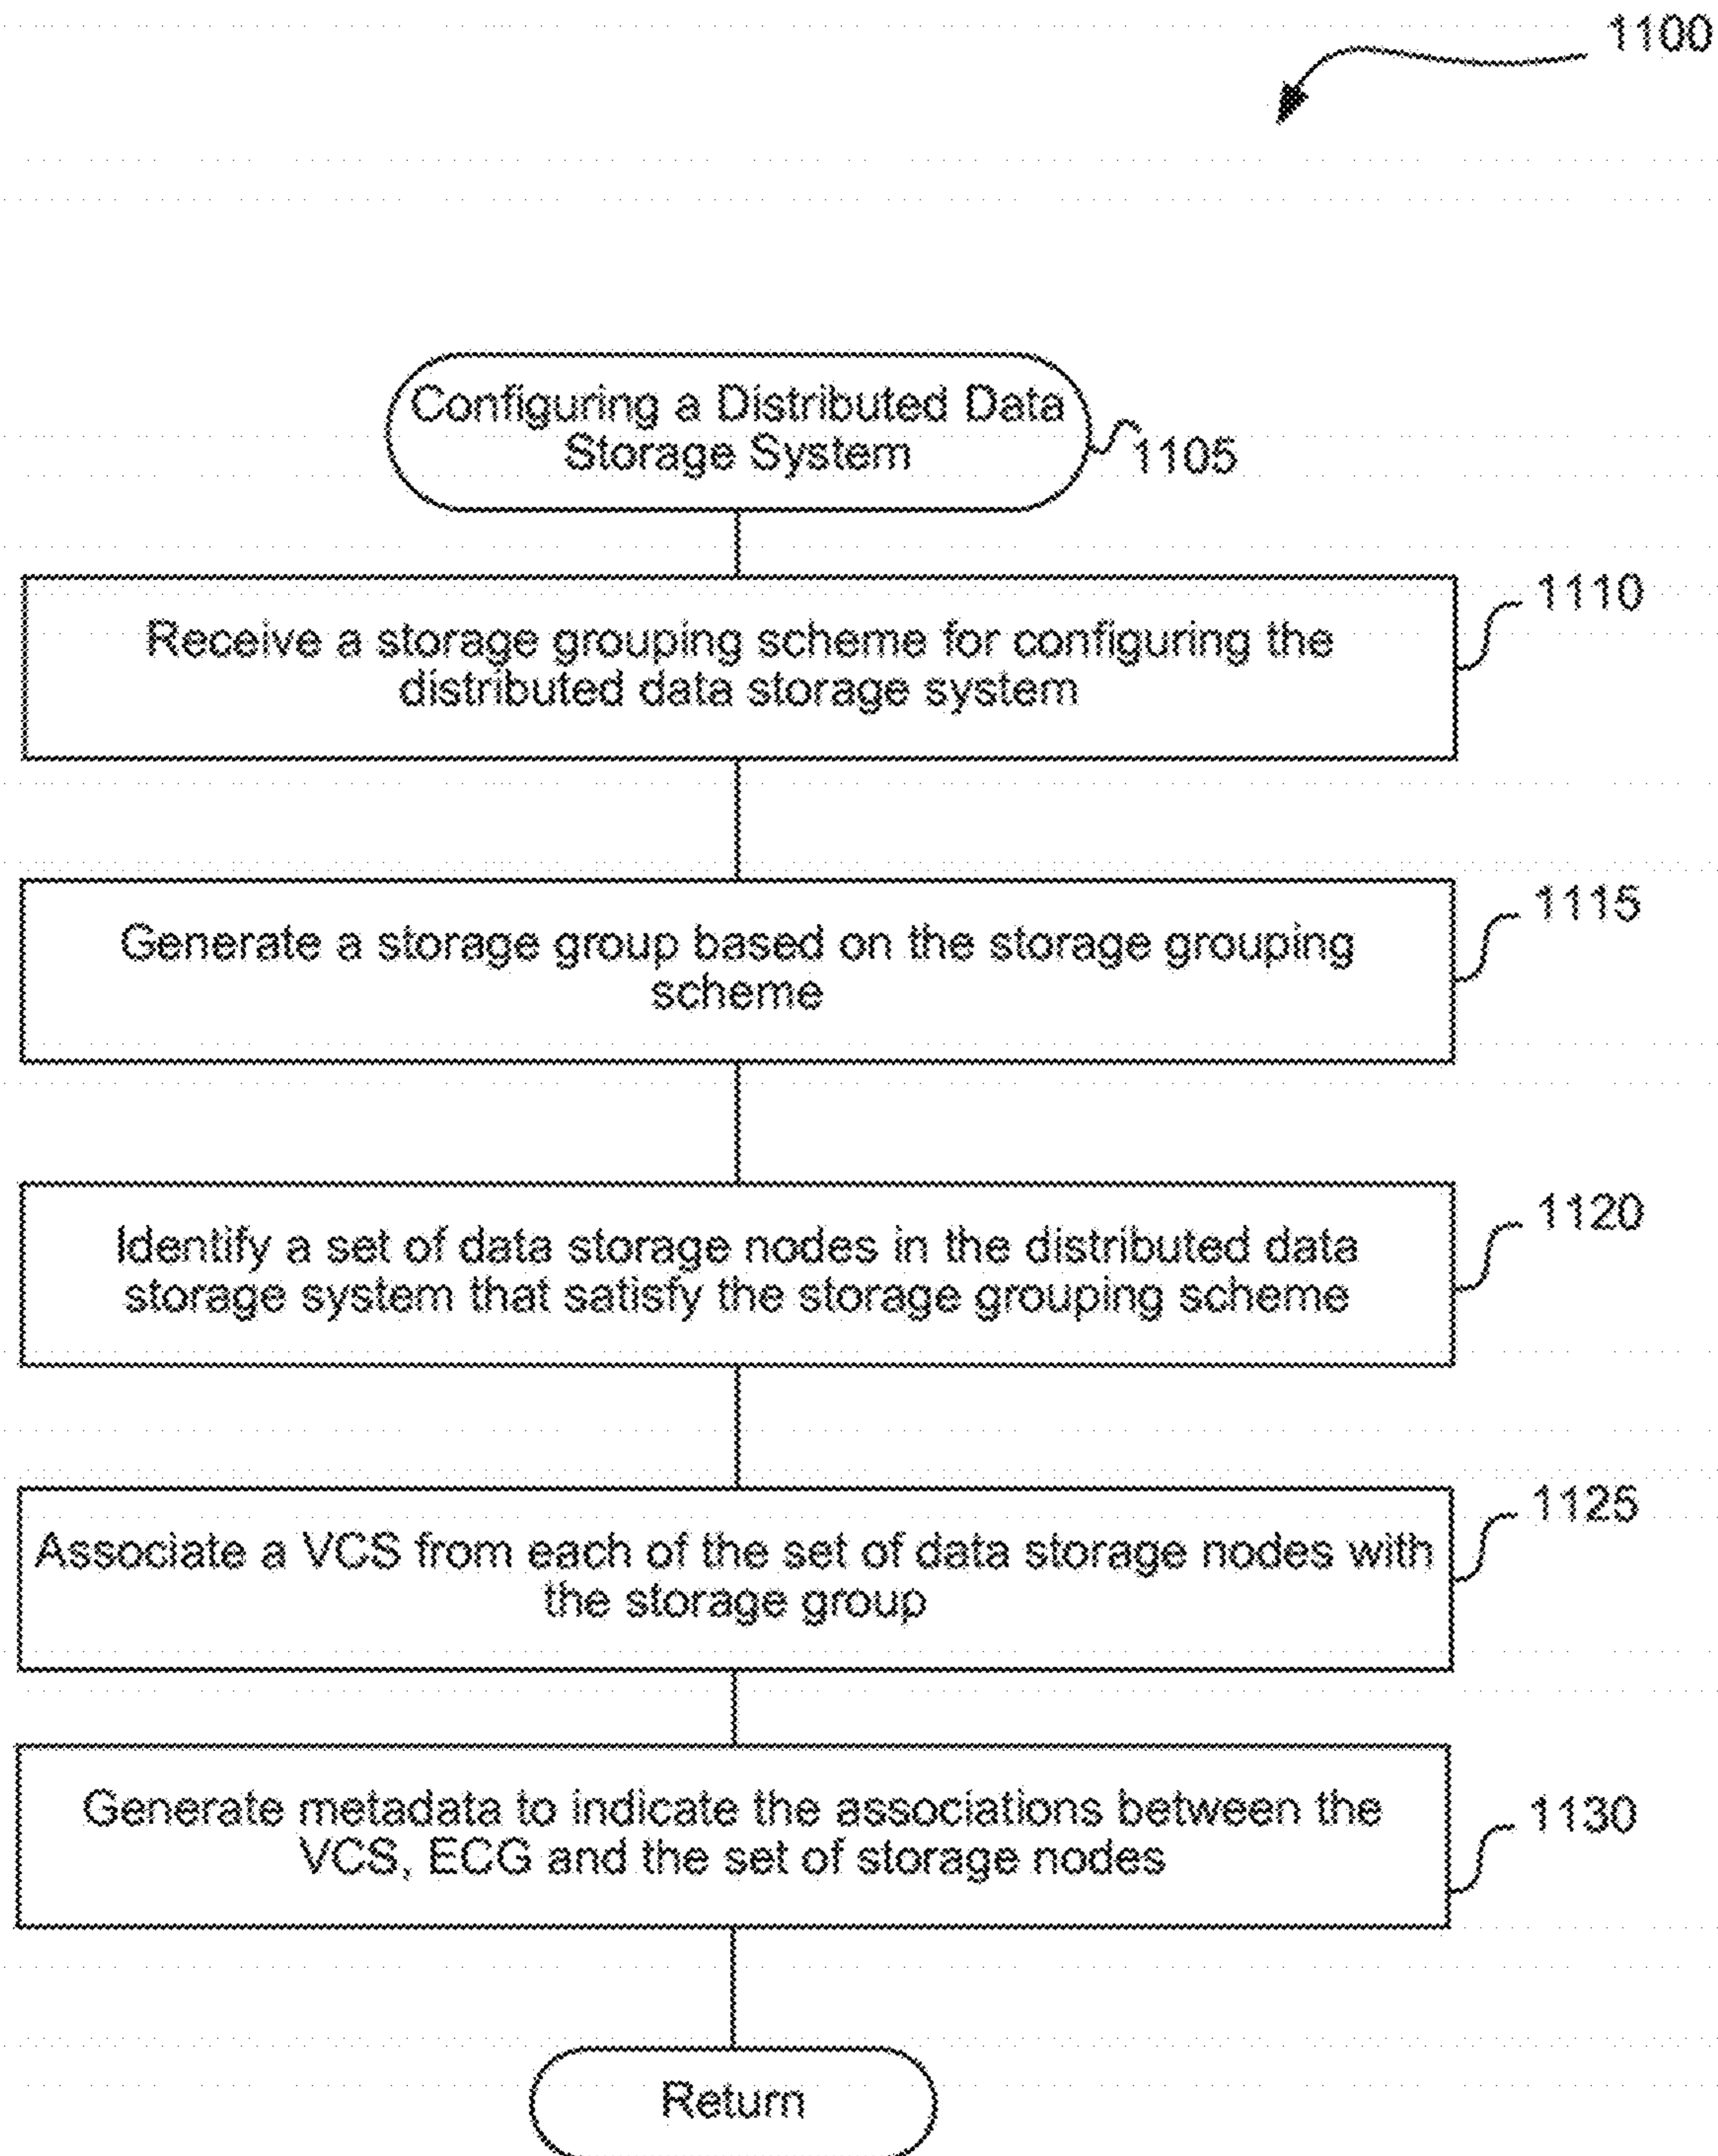 1100
Configuring a Distributed Data
Storage System
1105
1110
Receive a storage grouping scheme for configuring the
distributed data storage system
1115
Generate a storage group based on the storage grouping
scheme
1120
Identify a set of data storage nodes in the distributed data
storage system that satisfy the storage grouping scheme
1125
Associate a VCS from each of the set of data storage nodes with
the storage group
Generate metadata to indicate the associations between the
VCS, ECG and the set of storage nodes
1130
Return